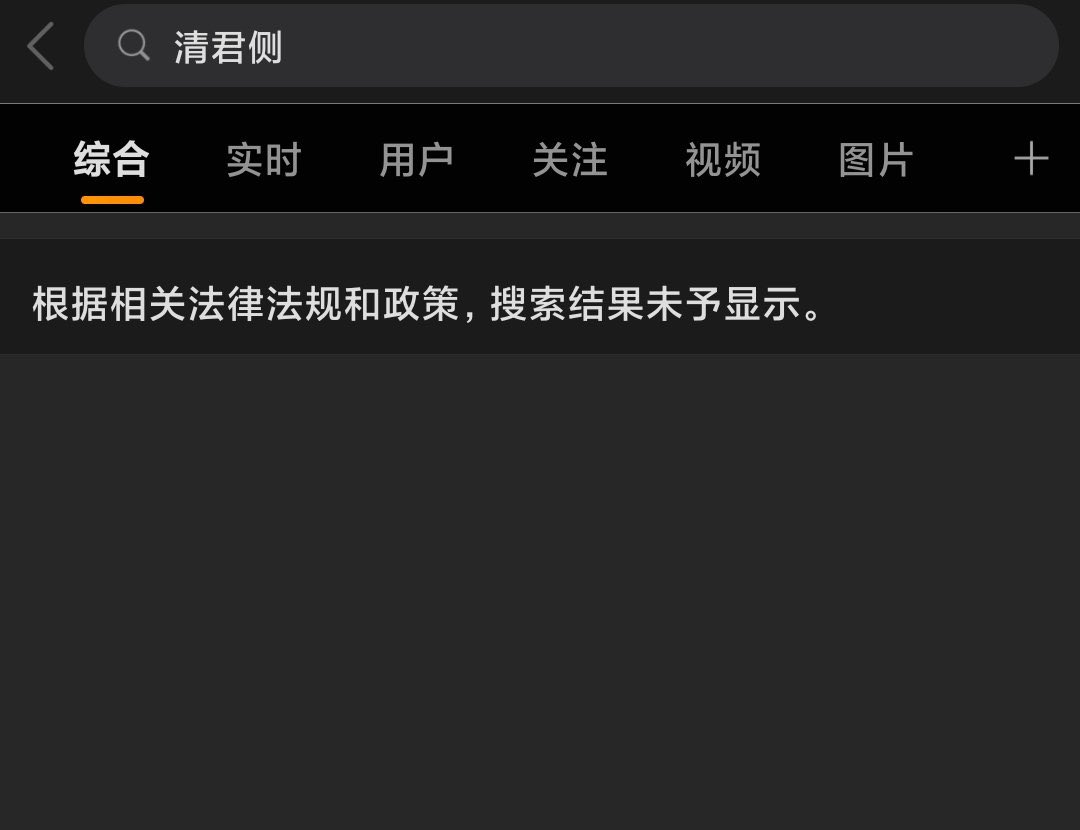 清君侧
综合 实时 用户 关注 视频 图片
根据相关法律法规和政策, 搜索结果未予显示。